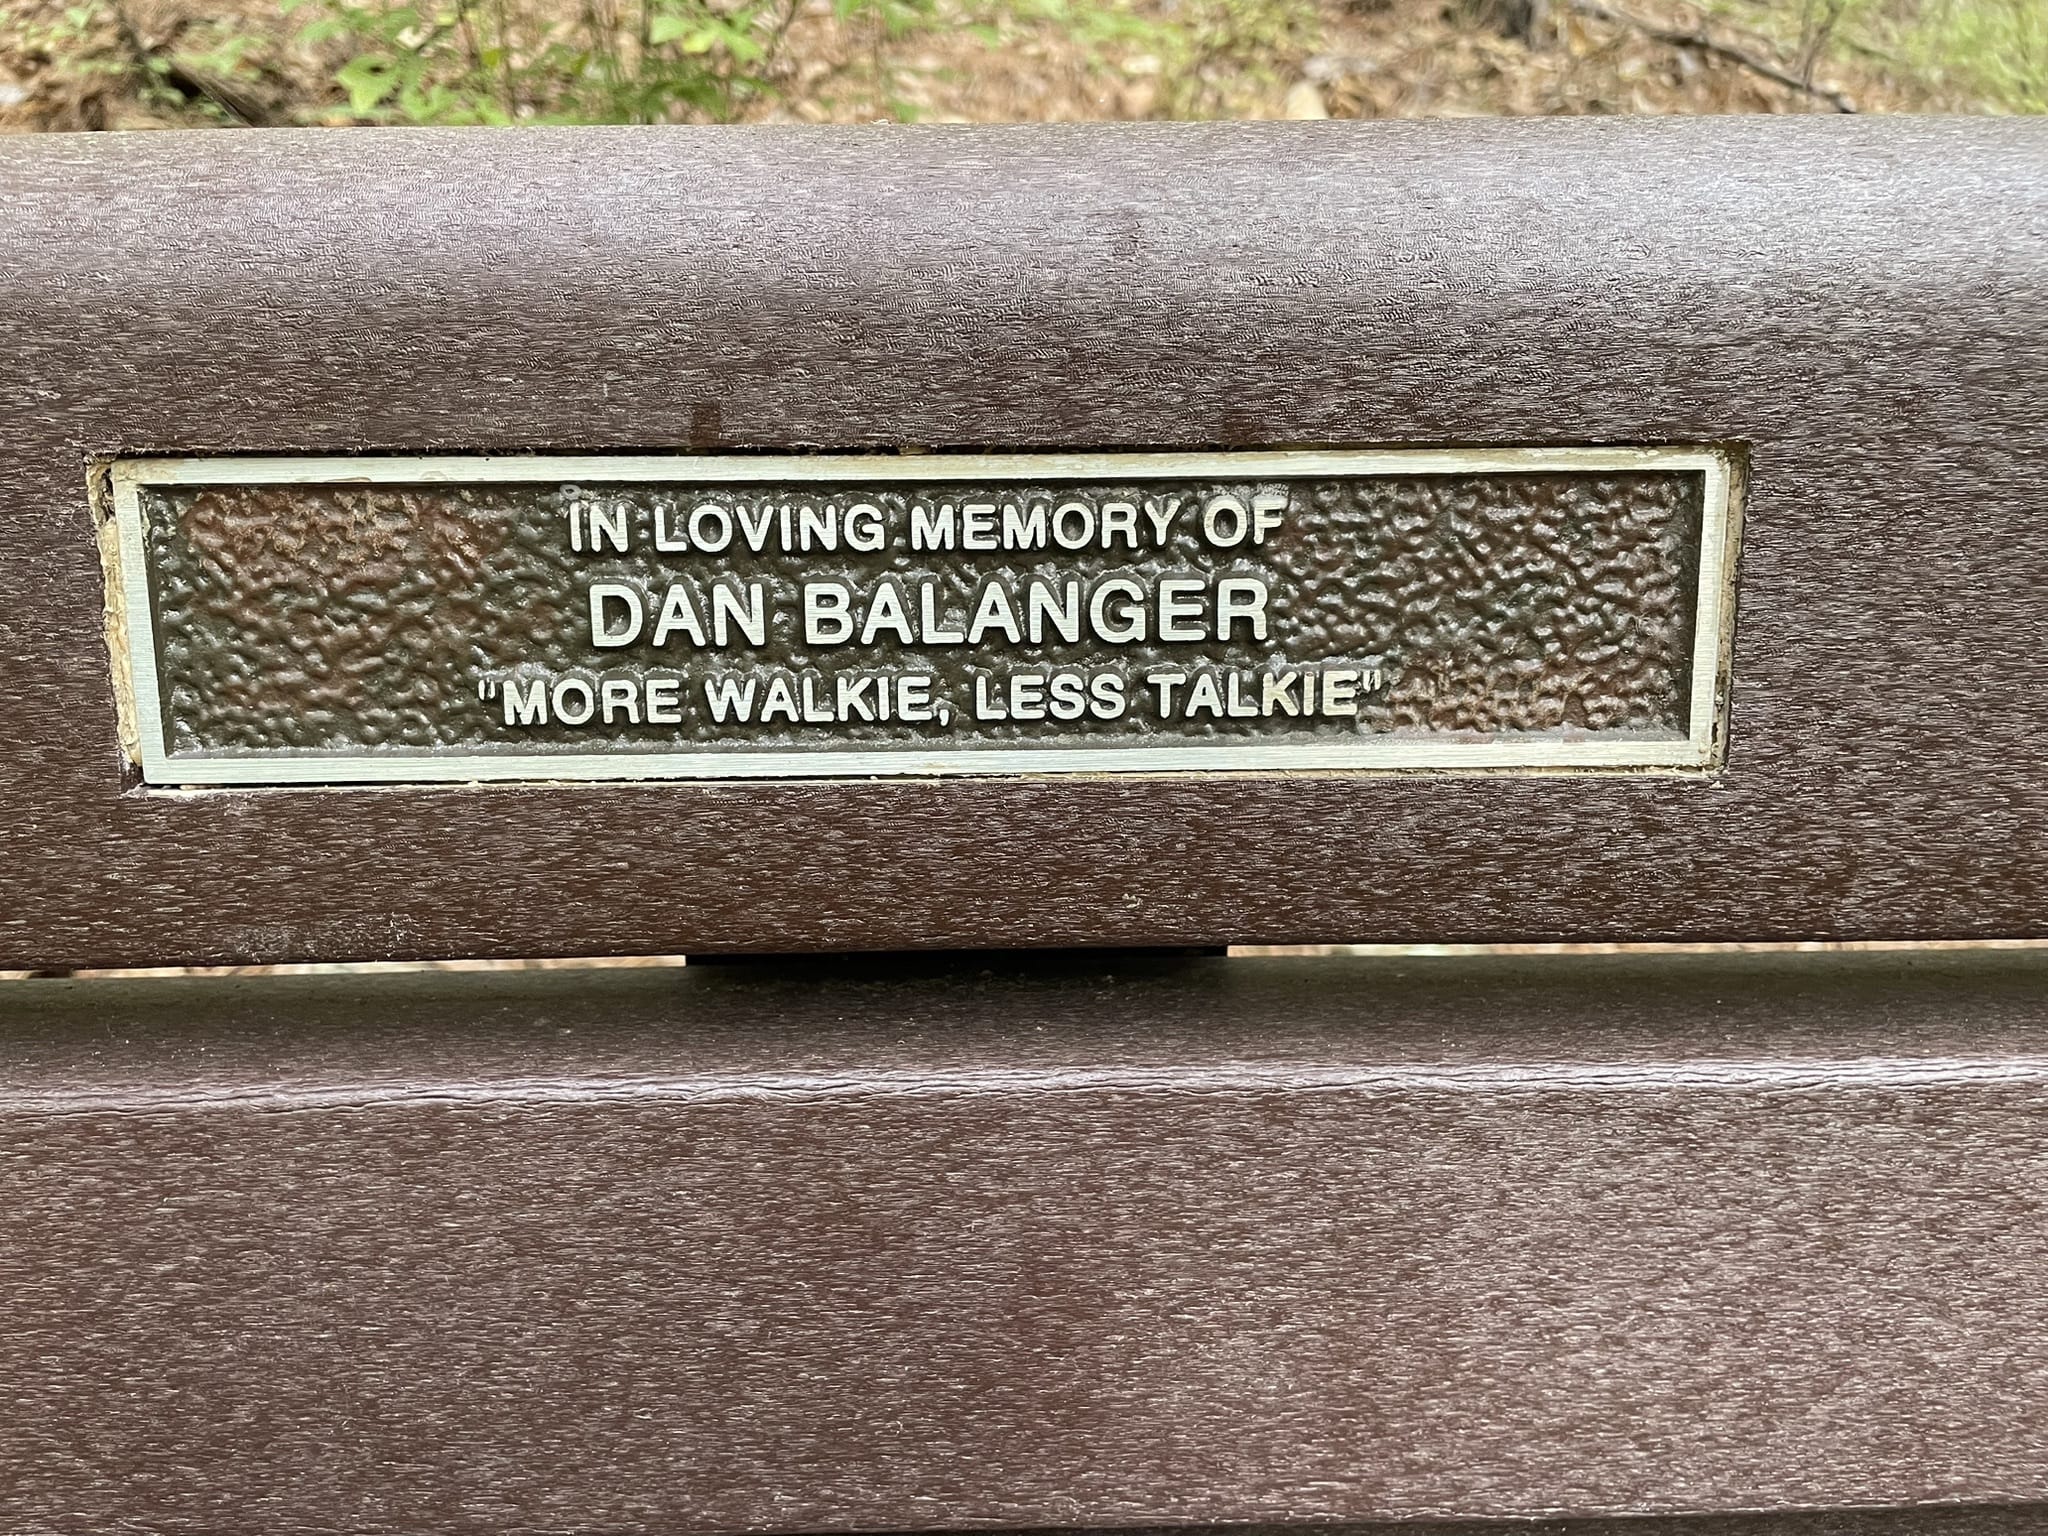 IN LOVING MEMORY OF
DAN BALANGER
"MORE WALKIE, LESS TALKIE"